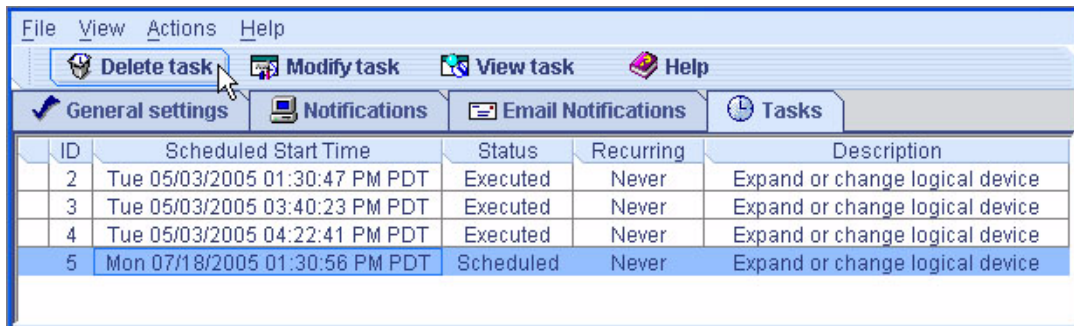 File View Actions Help
Delete task Modify task View task Help
General settings Notifications Email Notifications Tasks
ID Scheduled Start Time Status Recurring Description
2 Tue 05/03/2005 01:30:47 PM PDT Executed Never Expand or change logical device
3 Tue 05/03/2005 03:40:23 PM PDT Executed Never Expand or change logical device
4 Tue 05/03/2005 04:22:41 PM PDT Executed Never Expand or change logical device
5 Mon 07/18/2005 01:30:56 PM PDT Scheduled Never Expand or change logical device